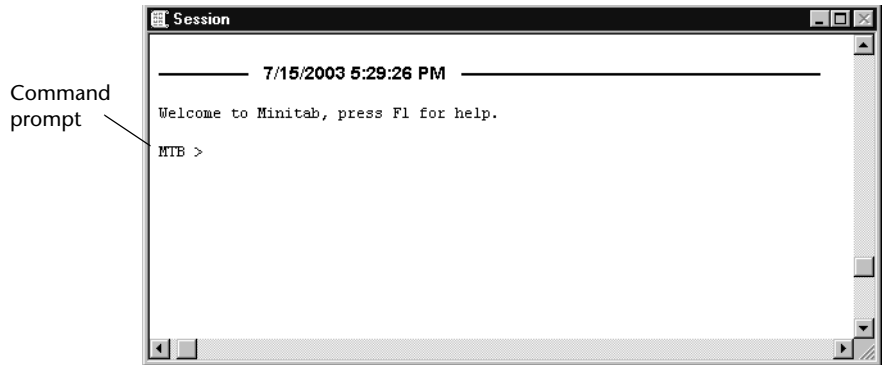 Session
7/15/2003 5:29:26 PM
Command
prompt
Welcome to Minitab, press F1 for help.
MTB >